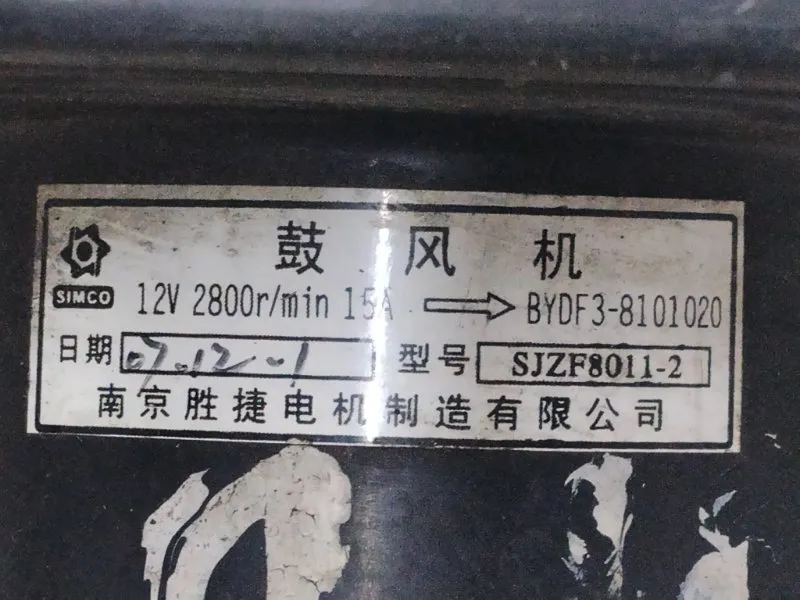 鼓风机
SIMCO 12V 2800r/min 15A BYDF3-8101020
日期 07.12.1 型号 SJZF8011-2
南京胜捷电机制造有限公司